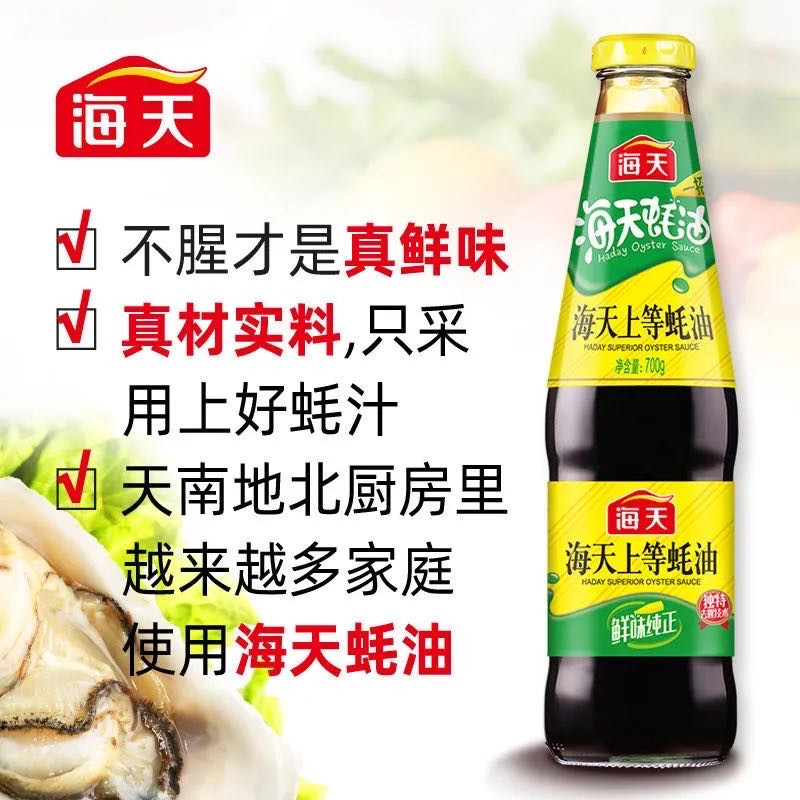 海天
不腥才是真鲜味
真材实料,只采
用上好蚝汁
天南地北厨房里
越来越多家庭
使用海天蚝油
海天
海天蚝油
Haday Oyster Sauce
海天上等蚝油
HADAY SUPERIOR OYSTER SAUCE
净含量:700g
海天
海天上等蚝油
HADAY SUPERIOR OYSTER SAUCE
鲜味纯正
独特